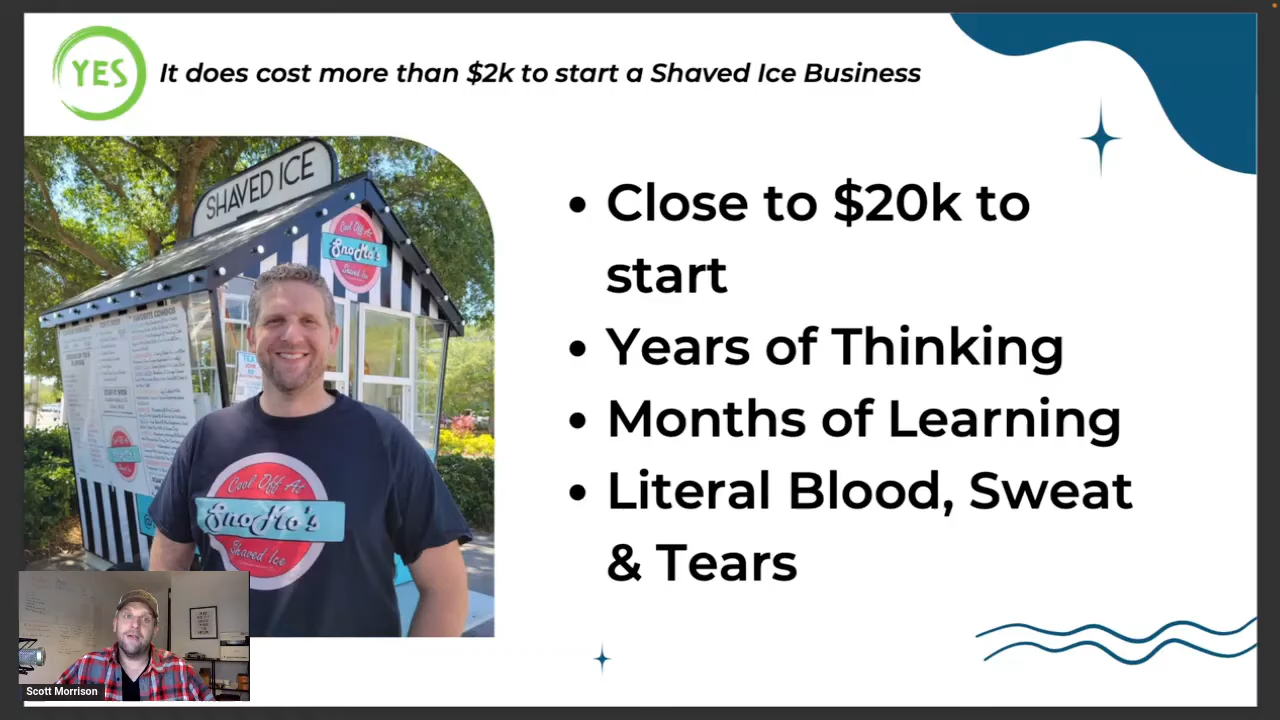 YES
It does cost more than $2k to start a Shaved Ice Business
SHAVED ICE
Cool Off At
SnoMo's
Shaved Ice
• Close to $20k to
start
• Years of Thinking
• Months of Learning
• Literal Blood, Sweat
& Tears
Cool Off At
SnoMo's
Shaved Ice
Scott Morrison